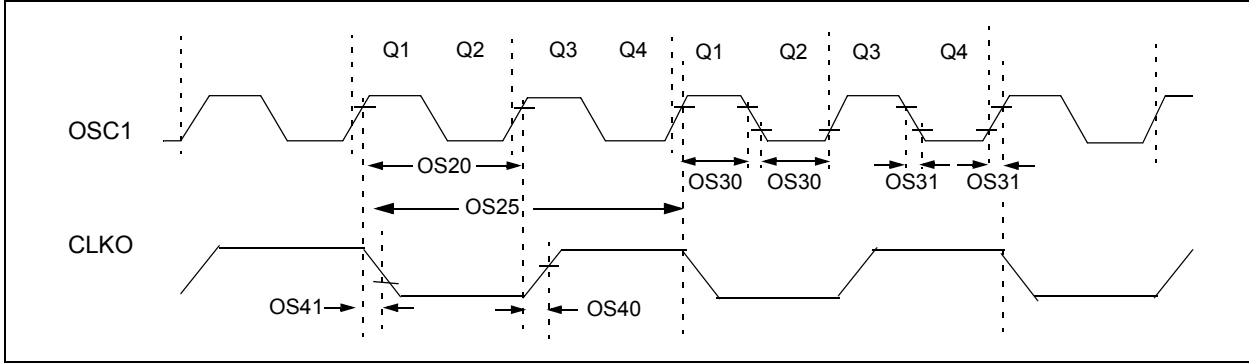 Q1 Q2 Q3 Q4 Q1 Q2 Q3 Q4
OSC1
OS20 OS30 OS30 OS31 OS31
OS25
CLKO
OS41 OS40